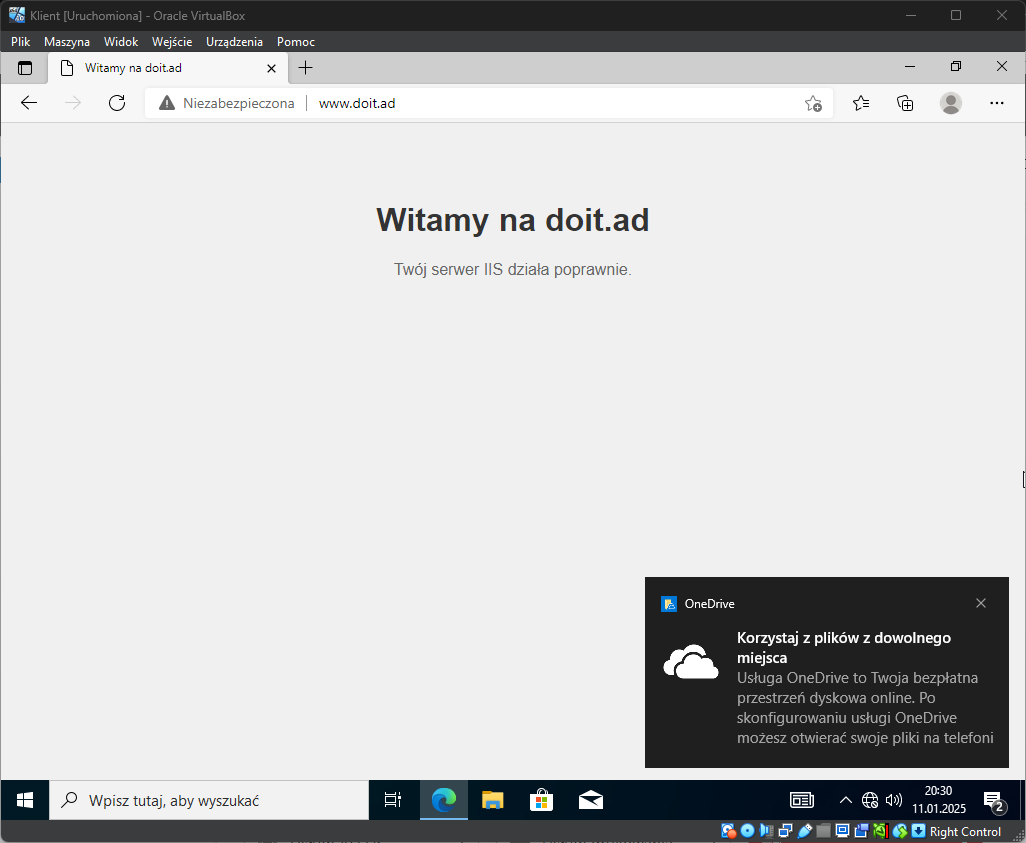 Klient [Uruchomiona] - Oracle VirtualBox
Plik Maszyna Widok Wejście Urządzenia Pomoc
Witamy na doit.ad
Niezabezpieczona www.doit.ad
Witamy na doit.ad
Twój serwer IIS działa poprawnie.
OneDrive
Korzystaj z plików z dowolnego
miejsca
Usługa OneDrive to Twoja bezpłatna
przestrzeń dyskowa online. Po
skonfigurowaniu usługi OneDrive
możesz otwierać swoje pliki na telefoni
Wpisz tutaj, aby wyszukać
20:30
11.01.2025
2
Right Control